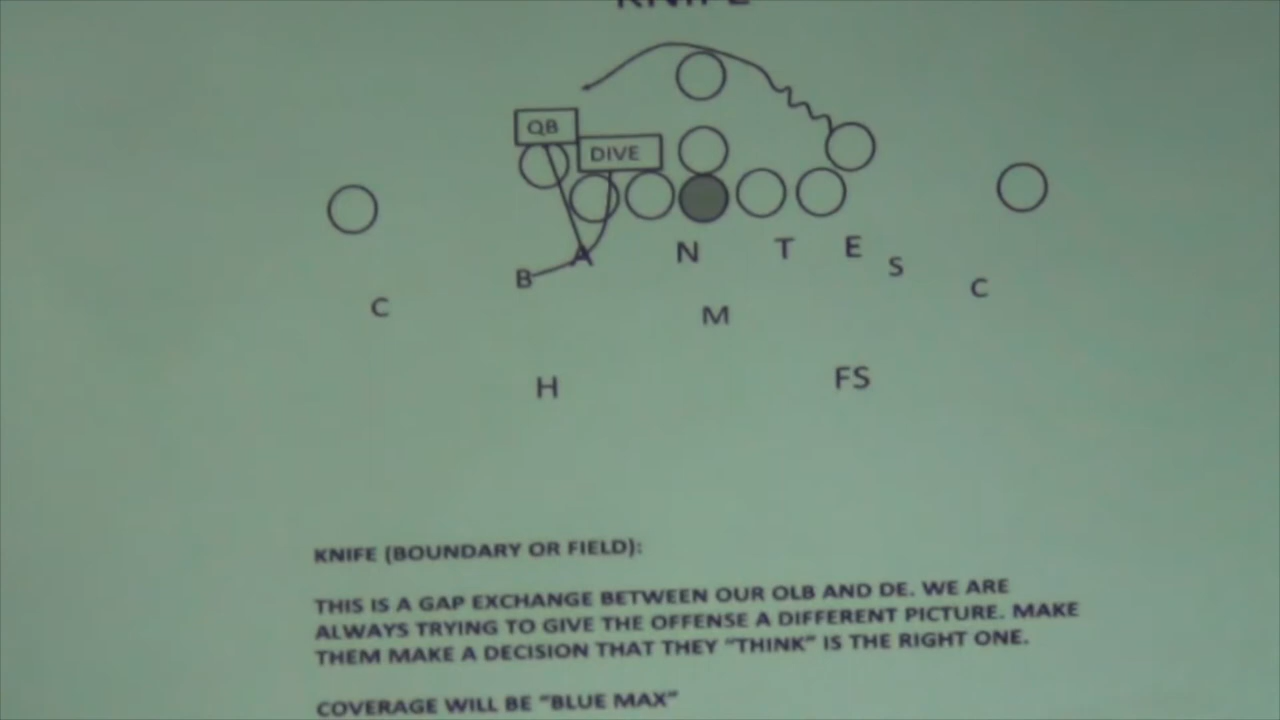 KNIFE
QB
DIVE
A
N
T
E
S
B
C
C
M
H
FS
KNIFE (BOUNDARY OR FIELD):
THIS IS A GAP EXCHANGE BETWEEN OUR OLB AND DE. WE ARE
ALWAYS TRYING TO GIVE THE OFFENSE A DIFFERENT PICTURE. MAKE
THEM MAKE A DECISION THAT THEY "THINK" IS THE RIGHT ONE.
COVERAGE WILL BE "BLUE MAX"